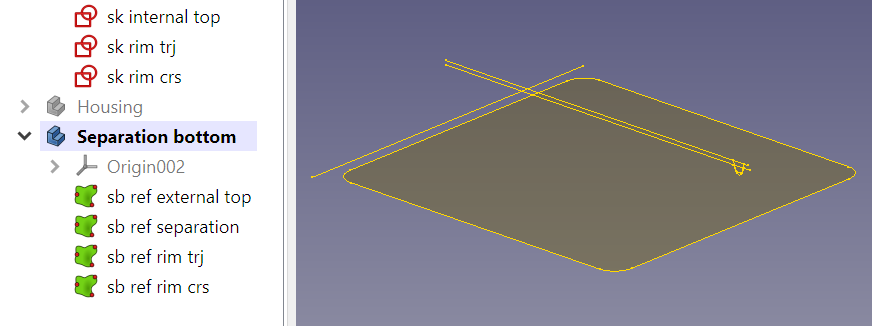 sk internal top
sk rim trj
sk rim crs
Housing
Separation bottom
Origin002
sb ref external top
sb ref separation
sb ref rim trj
sb ref rim crs